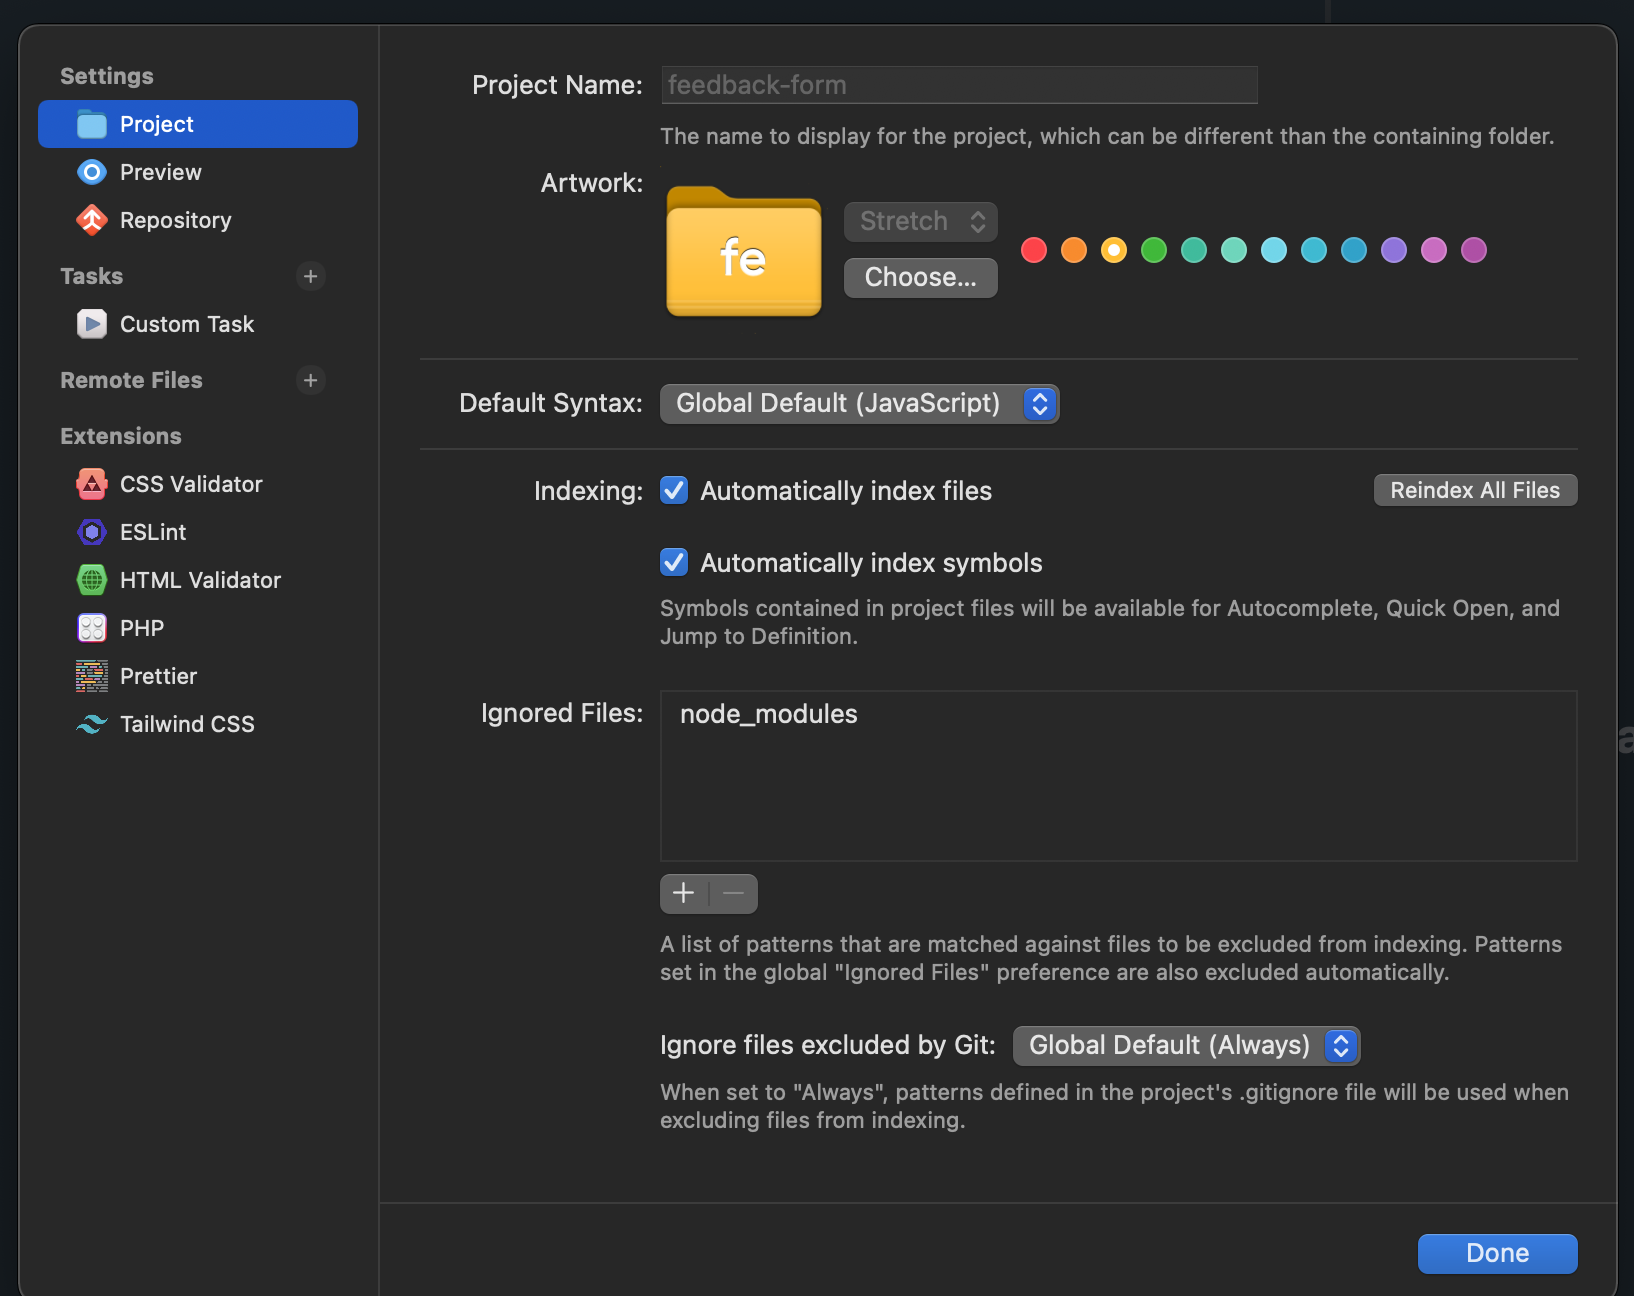 Settings
Project
Preview
Repository
Tasks
Custom Task
Remote Files
Extensions
CSS Validator
ESLint
HTML Validator
PHP
Prettier
Tailwind CSS
Project Name: feedback-form
The name to display for the project, which can be different than the containing folder.
Artwork:
fe
Stretch
Choose...
Default Syntax: Global Default (JavaScript)
Indexing: Automatically index files
Reindex All Files
Automatically index symbols
Symbols contained in project files will be available for Autocomplete, Quick Open, and
Jump to Definition.
Ignored Files: node_modules
A list of patterns that are matched against files to be excluded from indexing. Patterns
set in the global "Ignored Files" preference are also excluded automatically.
Ignore files excluded by Git: Global Default (Always)
When set to "Always", patterns defined in the project's .gitignore file will be used when
excluding files from indexing.
Done